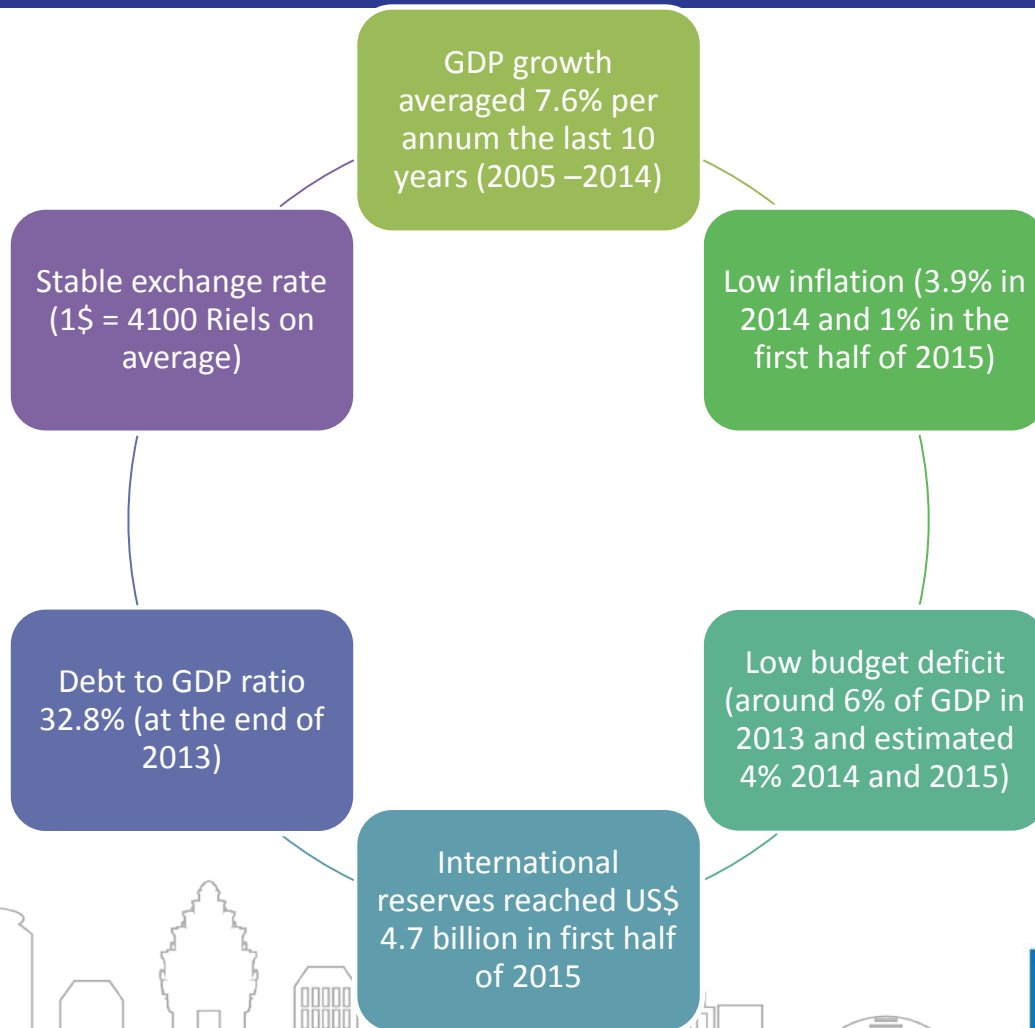 GDP growth
averaged 7.6% per
annum the last 10
years (2005 –2014)
Stable exchange rate
(1$ = 4100 Riels on
average)
Low inflation (3.9% in
2014 and 1% in the
first half of 2015)
Debt to GDP ratio
32.8% (at the end of
2013)
Low budget deficit
(around 6% of GDP in
2013 and estimated
4% 2014 and 2015)
International
reserves reached US$
4.7 billion in first half
of 2015